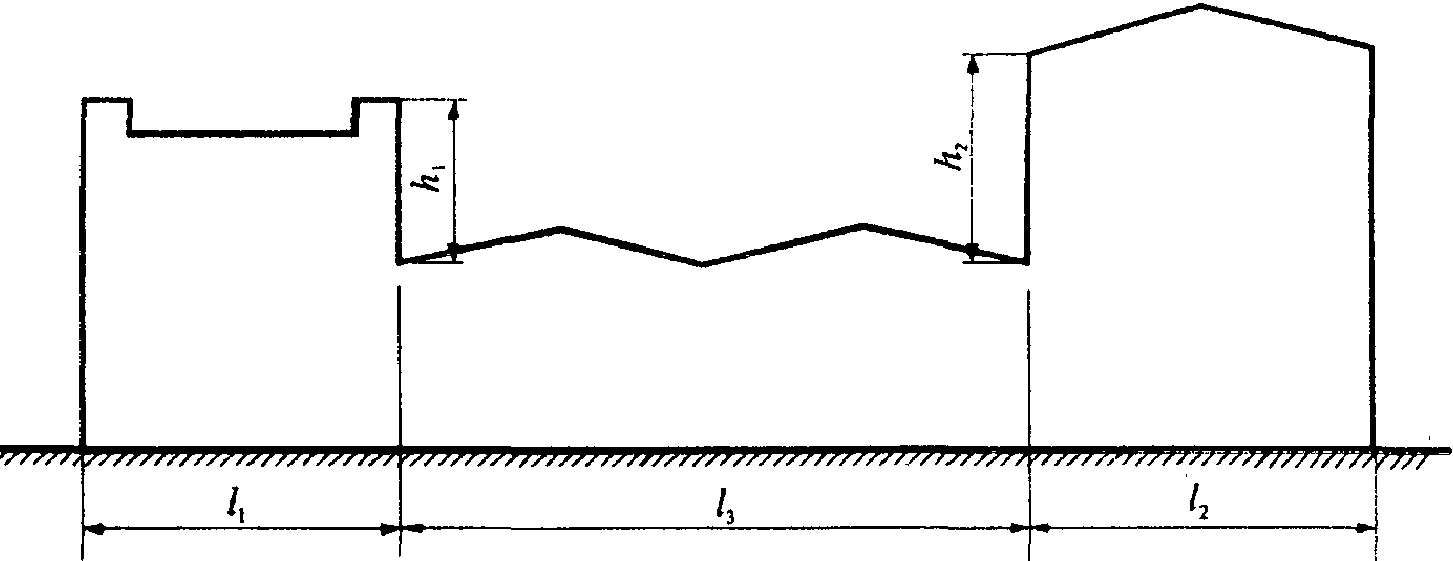 h₁
h₂
l₁
l₃
l₂